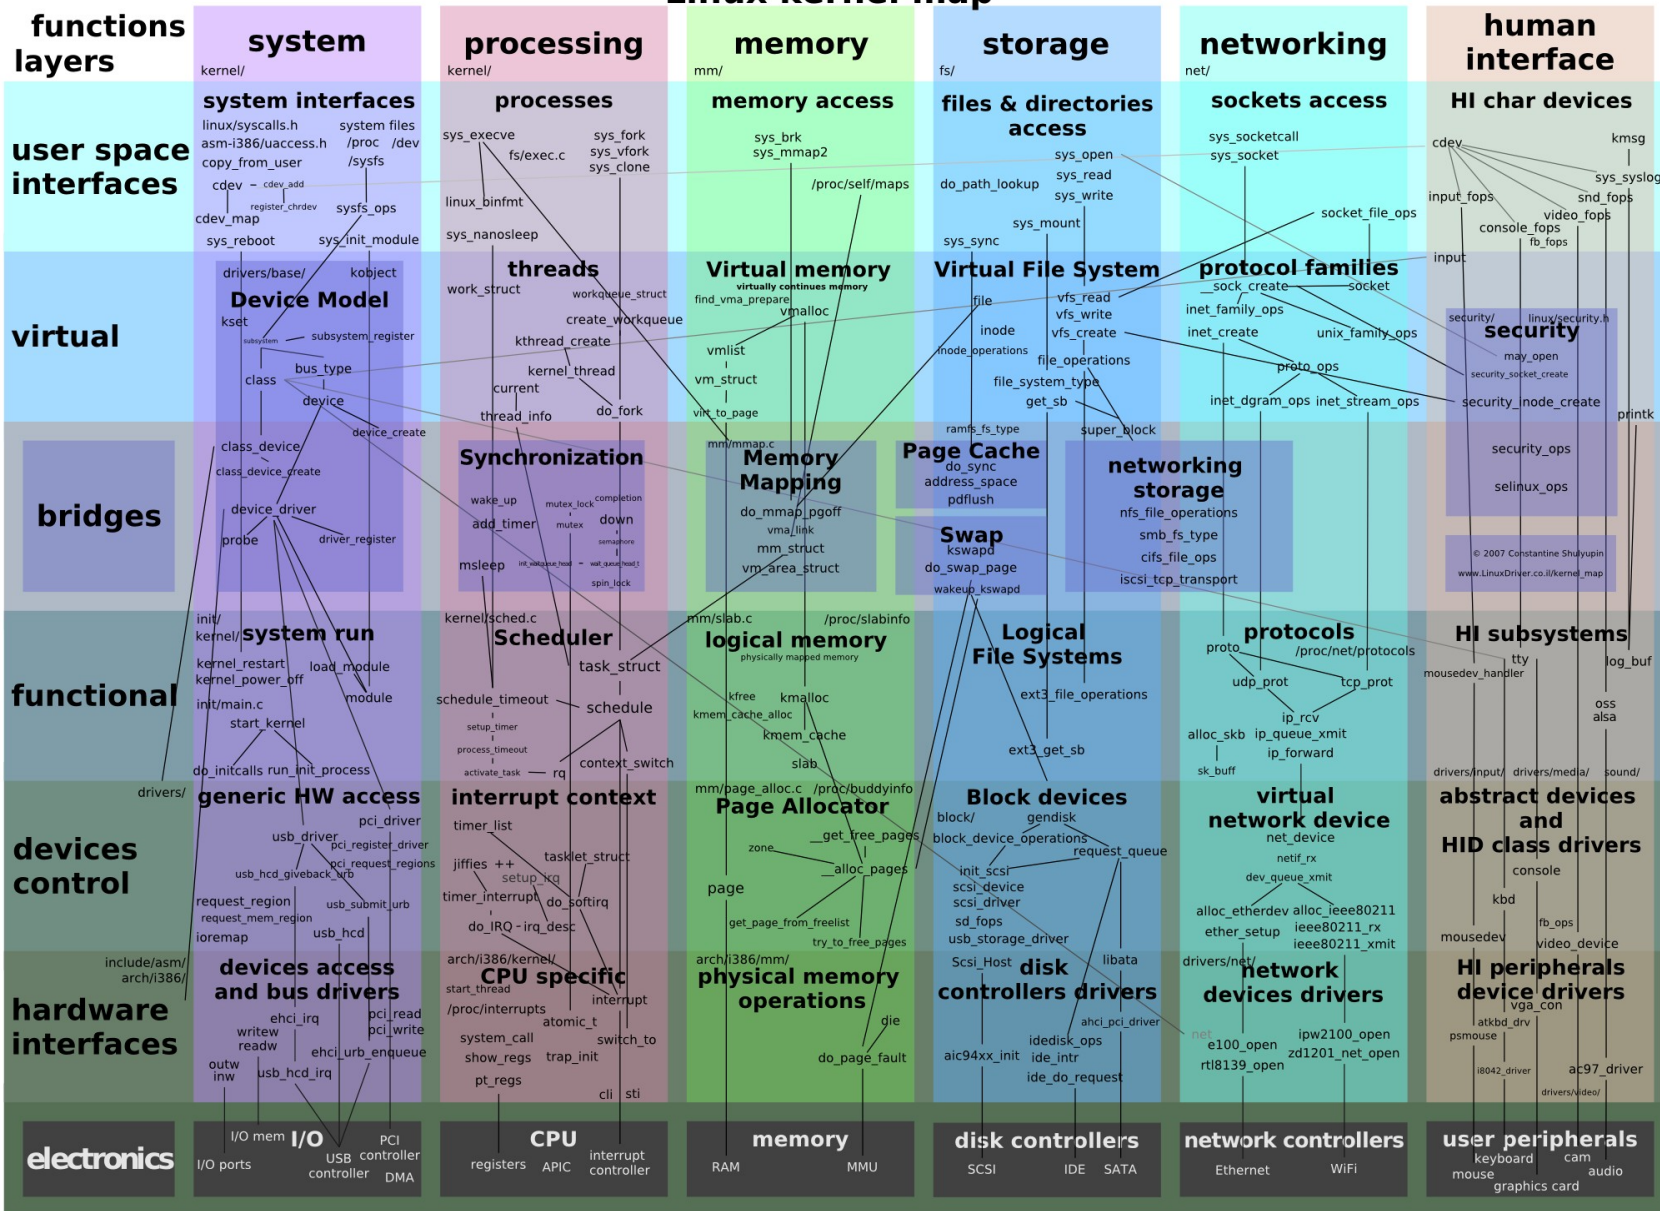 Linux kernel map
functions
layers
system
kernel/
processing
kernel/
memory
mm/
storage
fs/
networking
net/
human
interface
user space
interfaces
system interfaces
linux/syscalls.h
system files
asm-i386/uaccess.h
/proc /dev
copy_from_user
/sysfs
cdev - cdev_add
register_chrdev
cdev_map
sysfs_ops
sys_reboot
sys_init_module
processes
sys_execve
sys_fork
sys_vfork
sys_clone
fs/exec.c
linux_binfmt
sys_nanosleep
memory access
sys_brk
sys_mmap2
/proc/self/maps
files & directories
access
sys_open
do_path_lookup
sys_read
sys_write
sys_mount
sys_sync
sockets access
sys_socketcall
sys_socket
socket_file_ops
HI char devices
cdev
kmsg
sys_syslog
input_fops
snd_fops
video_fops
console_fops
fb_fops
input
virtual
drivers/base/
kobject
Device Model
kset
subsystem
subsystem_register
bus_type
class
device
device_create
threads
work_struct
workqueue_struct
create_workqueue
kthread_create
kernel_thread
current
thread_info
do_fork
Virtual memory
virtually continues memory
find_vma_prepare
vmalloc
vmlist
vm_struct
virt_to_page
Virtual File System
file
vfs_read
vfs_write
vfs_create
inode
inode_operations
file_operations
file_system_type
get_sb
ramfs_fs_type
super_block
protocol families
__sock_create
socket
inet_family_ops
inet_create
unix_family_ops
proto_ops
inet_dgram_ops
inet_stream_ops
security/
linux/security.h
security
may_open
security_socket_create
security_inode_create
printk
security_ops
selinux_ops
bridges
class_device
class_device_create
device_driver
probe
driver_register
Synchronization
wake_up
mutex_lock
completion
add_timer
mutex
down
semaphore
msleep
init_waitqueue_head - wait_queue_head_t
spin_lock
mm/mmap.c
Memory
Mapping
do_mmap_pgoff
vma_link
mm_struct
vm_area_struct
Page Cache
do_sync
address_space
pdflush
Swap
kswapd
do_swap_page
wakeup_kswapd
networking
storage
nfs_file_operations
smb_fs_type
cifs_file_ops
iscsi_tcp_transport
© 2007 Constantine Shulyupin
www.LinuxDriver.co.il/kernel_map
functional
init/
kernel/
system run
kernel_restart
kernel_power_off
load_module
module
init/main.c
start_kernel
do_initcalls
run_init_process
drivers/
kernel/sched.c
Scheduler
task_struct
schedule_timeout
schedule
setup_timer
process_timeout
activate_task
rq
context_switch
mm/slab.c
/proc/slabinfo
logical memory
physically mapped memory
kfree
kmalloc
kmem_cache_alloc
kmem_cache
slab
Logical
File Systems
ext3_file_operations
ext3_get_sb
protocols
proto
/proc/net/protocols
udp_prot
tcp_prot
ip_rcv
alloc_skb
ip_queue_xmit
ip_forward
sk_buff
HI subsystems
tty
log_buf
mousedev_handler
oss
alsa
drivers/input/
drivers/media/
sound/
devices
control
generic HW access
pci_driver
usb_driver
pci_register_driver
pci_request_regions
usb_hcd_giveback_urb
request_region
usb_submit_urb
request_mem_region
ioremap
usb_hcd
interrupt context
timer_list
jiffies ++
tasklet_struct
setup_irq
timer_interrupt
do_softirq
do_IRQ - irq_desc
mm/page_alloc.c
/proc/buddyinfo
Page Allocator
__get_free_pages
zone
__alloc_pages
page
get_page_from_freelist
try_to_free_pages
Block devices
block/
gendisk
block_device_operations
request_queue
init_scsi
scsi_device
scsi_driver
sd_fops
usb_storage_driver
virtual
network device
net_device
netif_rx
dev_queue_xmit
alloc_etherdev
alloc_ieee80211
ether_setup
ieee80211_rx
ieee80211_xmit
abstract devices
and
HID class drivers
console
kbd
fb_ops
mousedev
video_device
include/asm/
arch/i386/
hardware
interfaces
devices access
and bus drivers
ehci_irq
pci_read
pci_write
writew
readw
ehci_urb_enqueue
outw
inw
usb_hcd_irq
arch/i386/kernel/
CPU specific
start_thread
interrupt
/proc/interrupts
atomic_t
system_call
switch_to
show_regs
trap_init
pt_regs
cli sti
arch/i386/mm/
physical memory
operations
die
do_page_fault
Scsi_Host
disk
libata
controllers drivers
ahci_pci_driver
idedisk_ops
aic94xx_init
ide_intr
ide_do_request
drivers/net/
network
devices drivers
net
ipw2100_open
e100_open
zd1201_net_open
rtl8139_open
HI peripherals
device drivers
vga_con
atkbd_drv
psmouse
i8042_driver
ac97_driver
drivers/video/
electronics
I/O mem
I/O
PCI
controller
I/O ports
USB
controller
DMA
CPU
registers
APIC
interrupt
controller
memory
RAM
MMU
disk controllers
SCSI
IDE
SATA
network controllers
Ethernet
WiFi
user peripherals
keyboard
cam
mouse
audio
graphics card